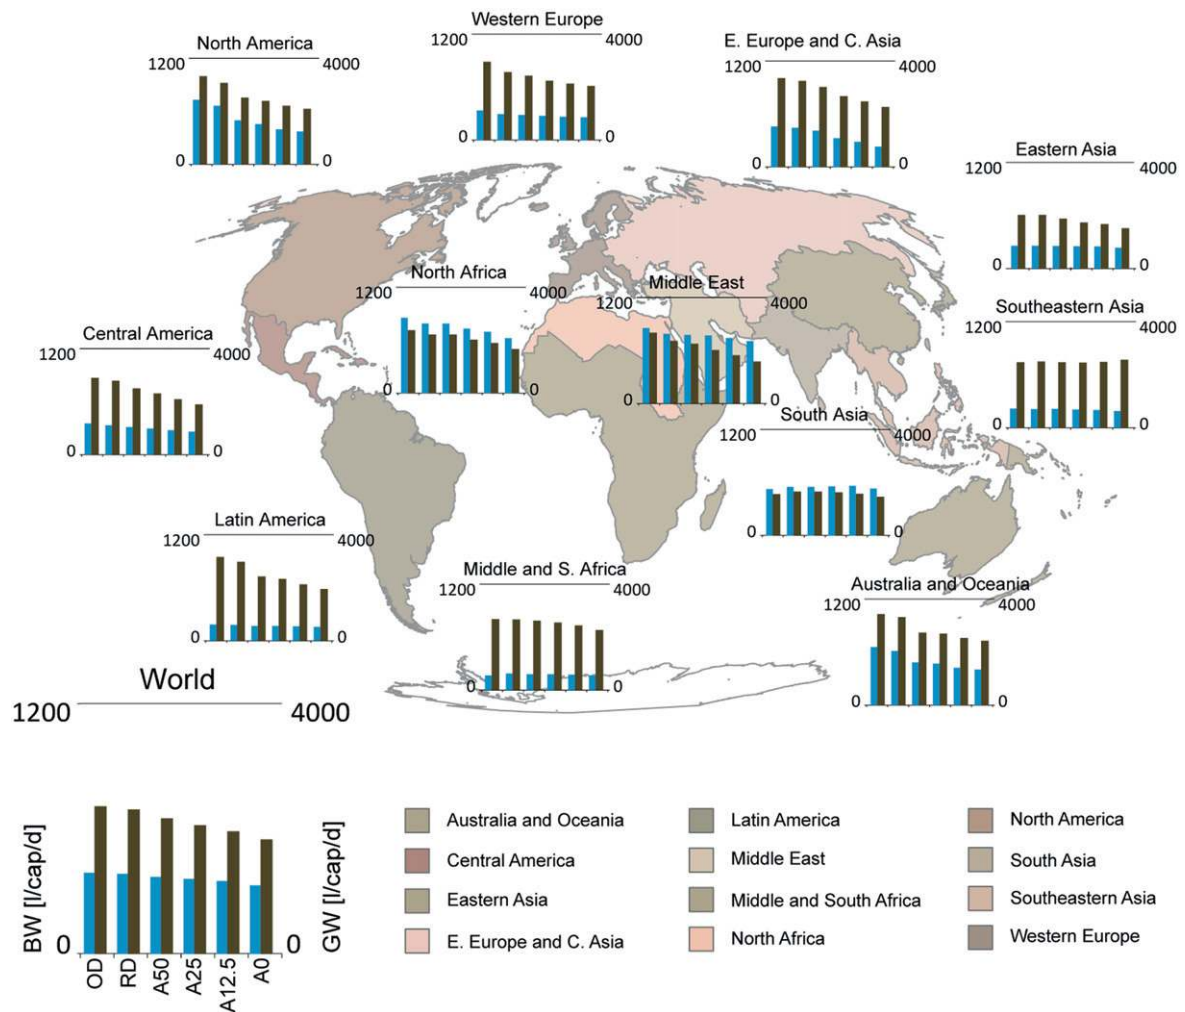 Western Europe
1200 4000
0 0
North America
1200 4000
0 0
E. Europe and C. Asia
1200 4000
0 0
Eastern Asia
1200 4000
0 0
North Africa
1200 4000
0 0
Middle East
1200 4000
0 0
Southeastern Asia
1200 4000
0 0
Central America
1200 4000
0 0
South Asia
1200 4000
0 0
Latin America
1200 4000
0 0
Middle and S. Africa
1200 4000
0 0
Australia and Oceania
1200 4000
0 0
World
1200 4000
BW [l/cap/d]
GW [l/cap/d]
0 0
OD
RD
A50
A25
A12.5
A0
Australia and Oceania
Central America
Eastern Asia
E. Europe and C. Asia
Latin America
Middle East
Middle and South Africa
North Africa
North America
South Asia
Southeastern Asia
Western Europe